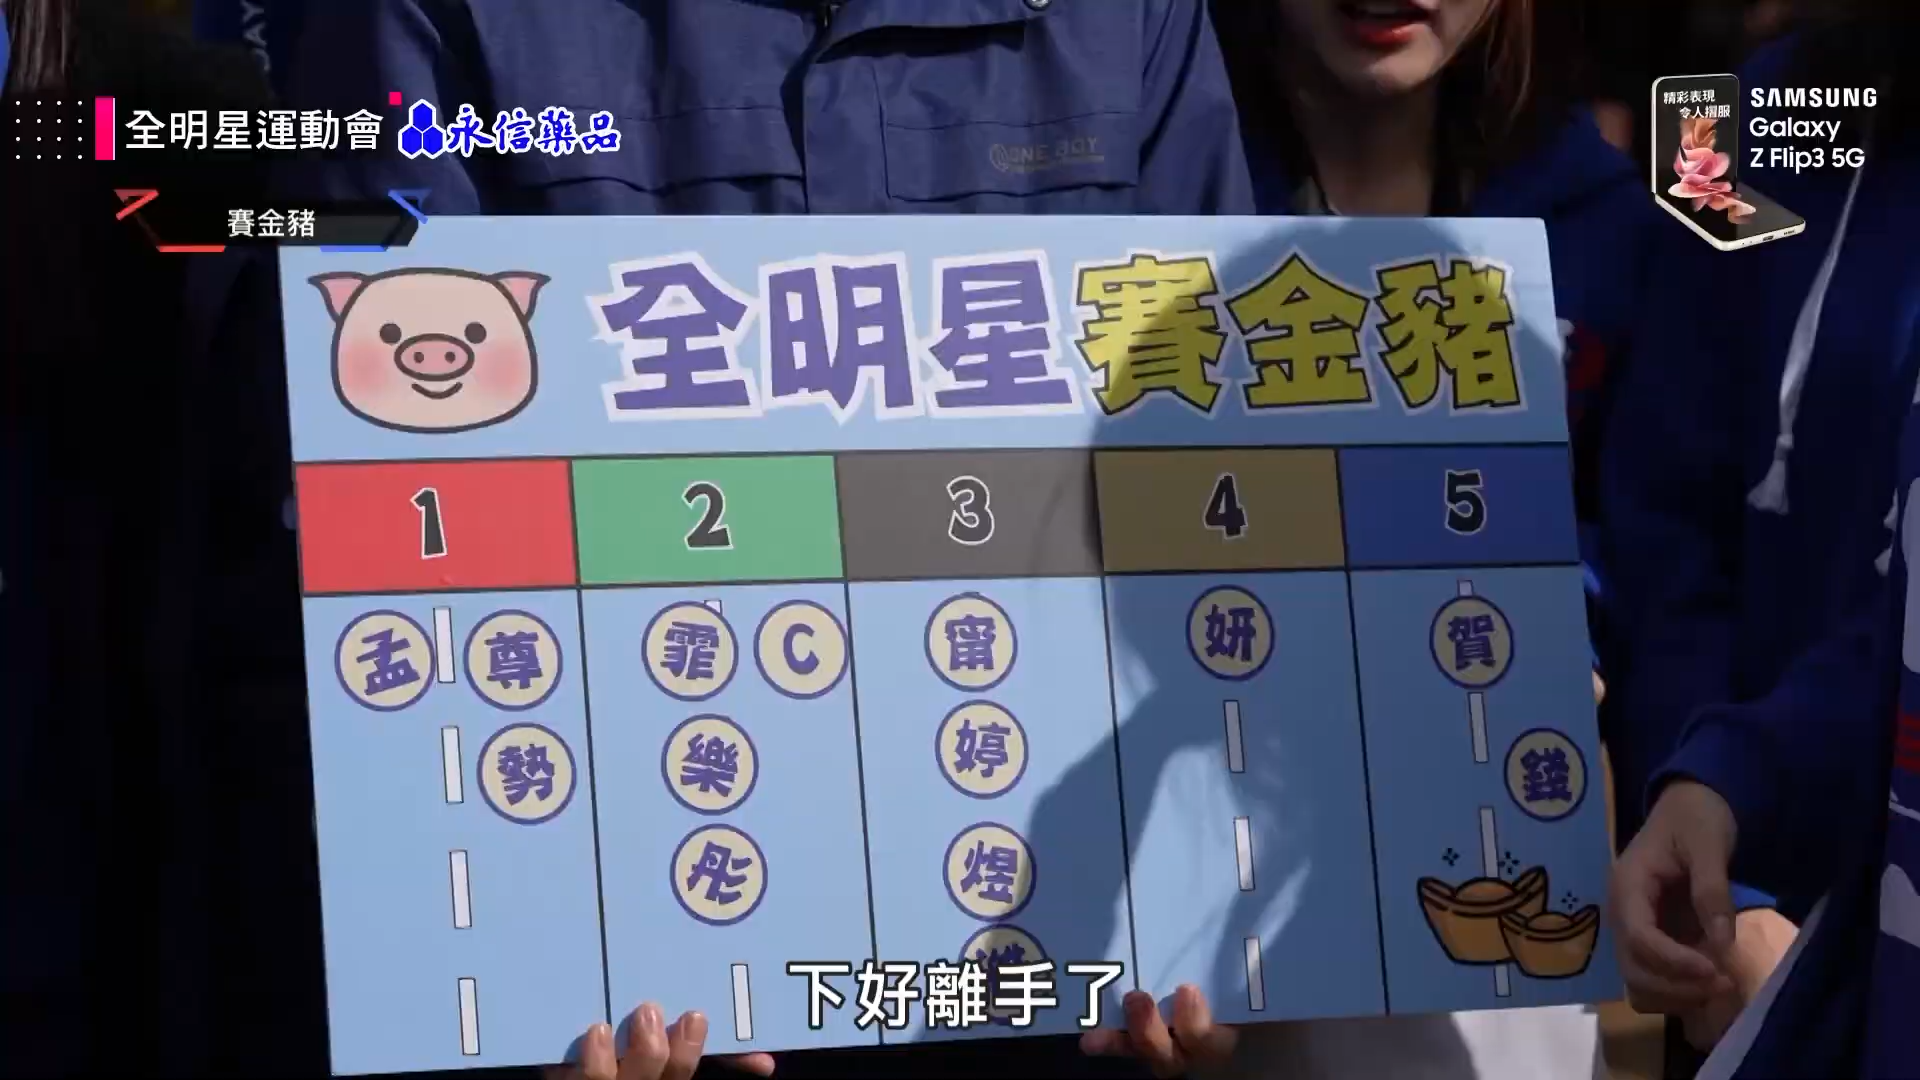 全明星運動會 永信藥品
賽金豬
精彩表現
令人摺服
SAMSUNG
Galaxy
Z Flip3 5G
ONE BOY
全明星賽金豬
1 2 3 4 5
孟 尊 霏 C 甯 妍 賀
勢 樂 婷 錢
彤 煜
下好離手了